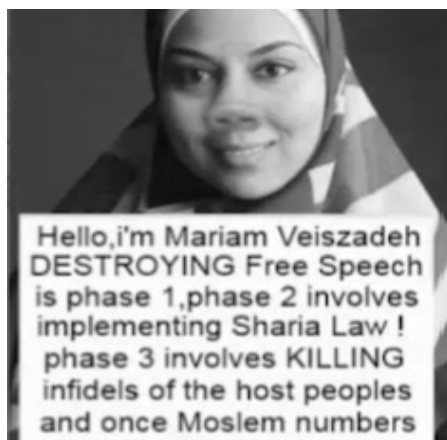 Hello,i'm Mariam Veiszadeh
DESTROYING Free Speech
is phase 1,phase 2 involves
implementing Sharia Law !
phase 3 involves KILLING
infidels of the host peoples
and once Moslem numbers